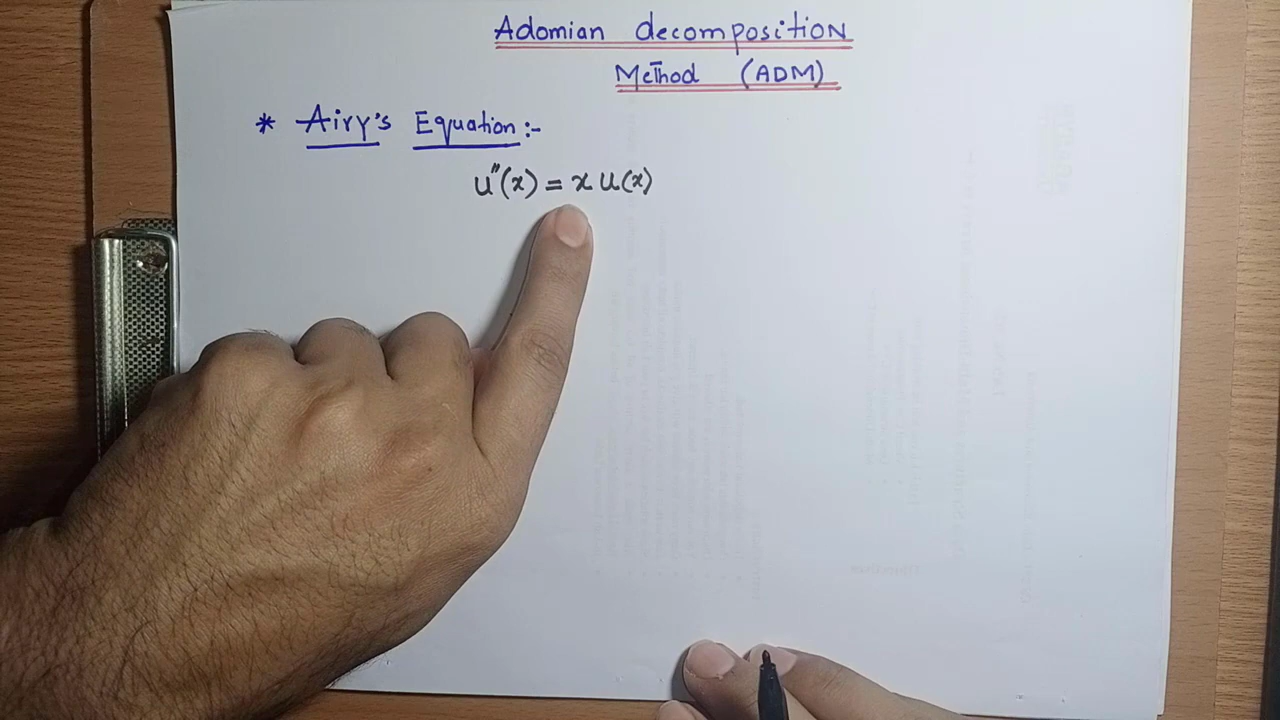 Adomian decomposition
Method (ADM)
* Airy's Equation:-
u"(x) = x u(x)